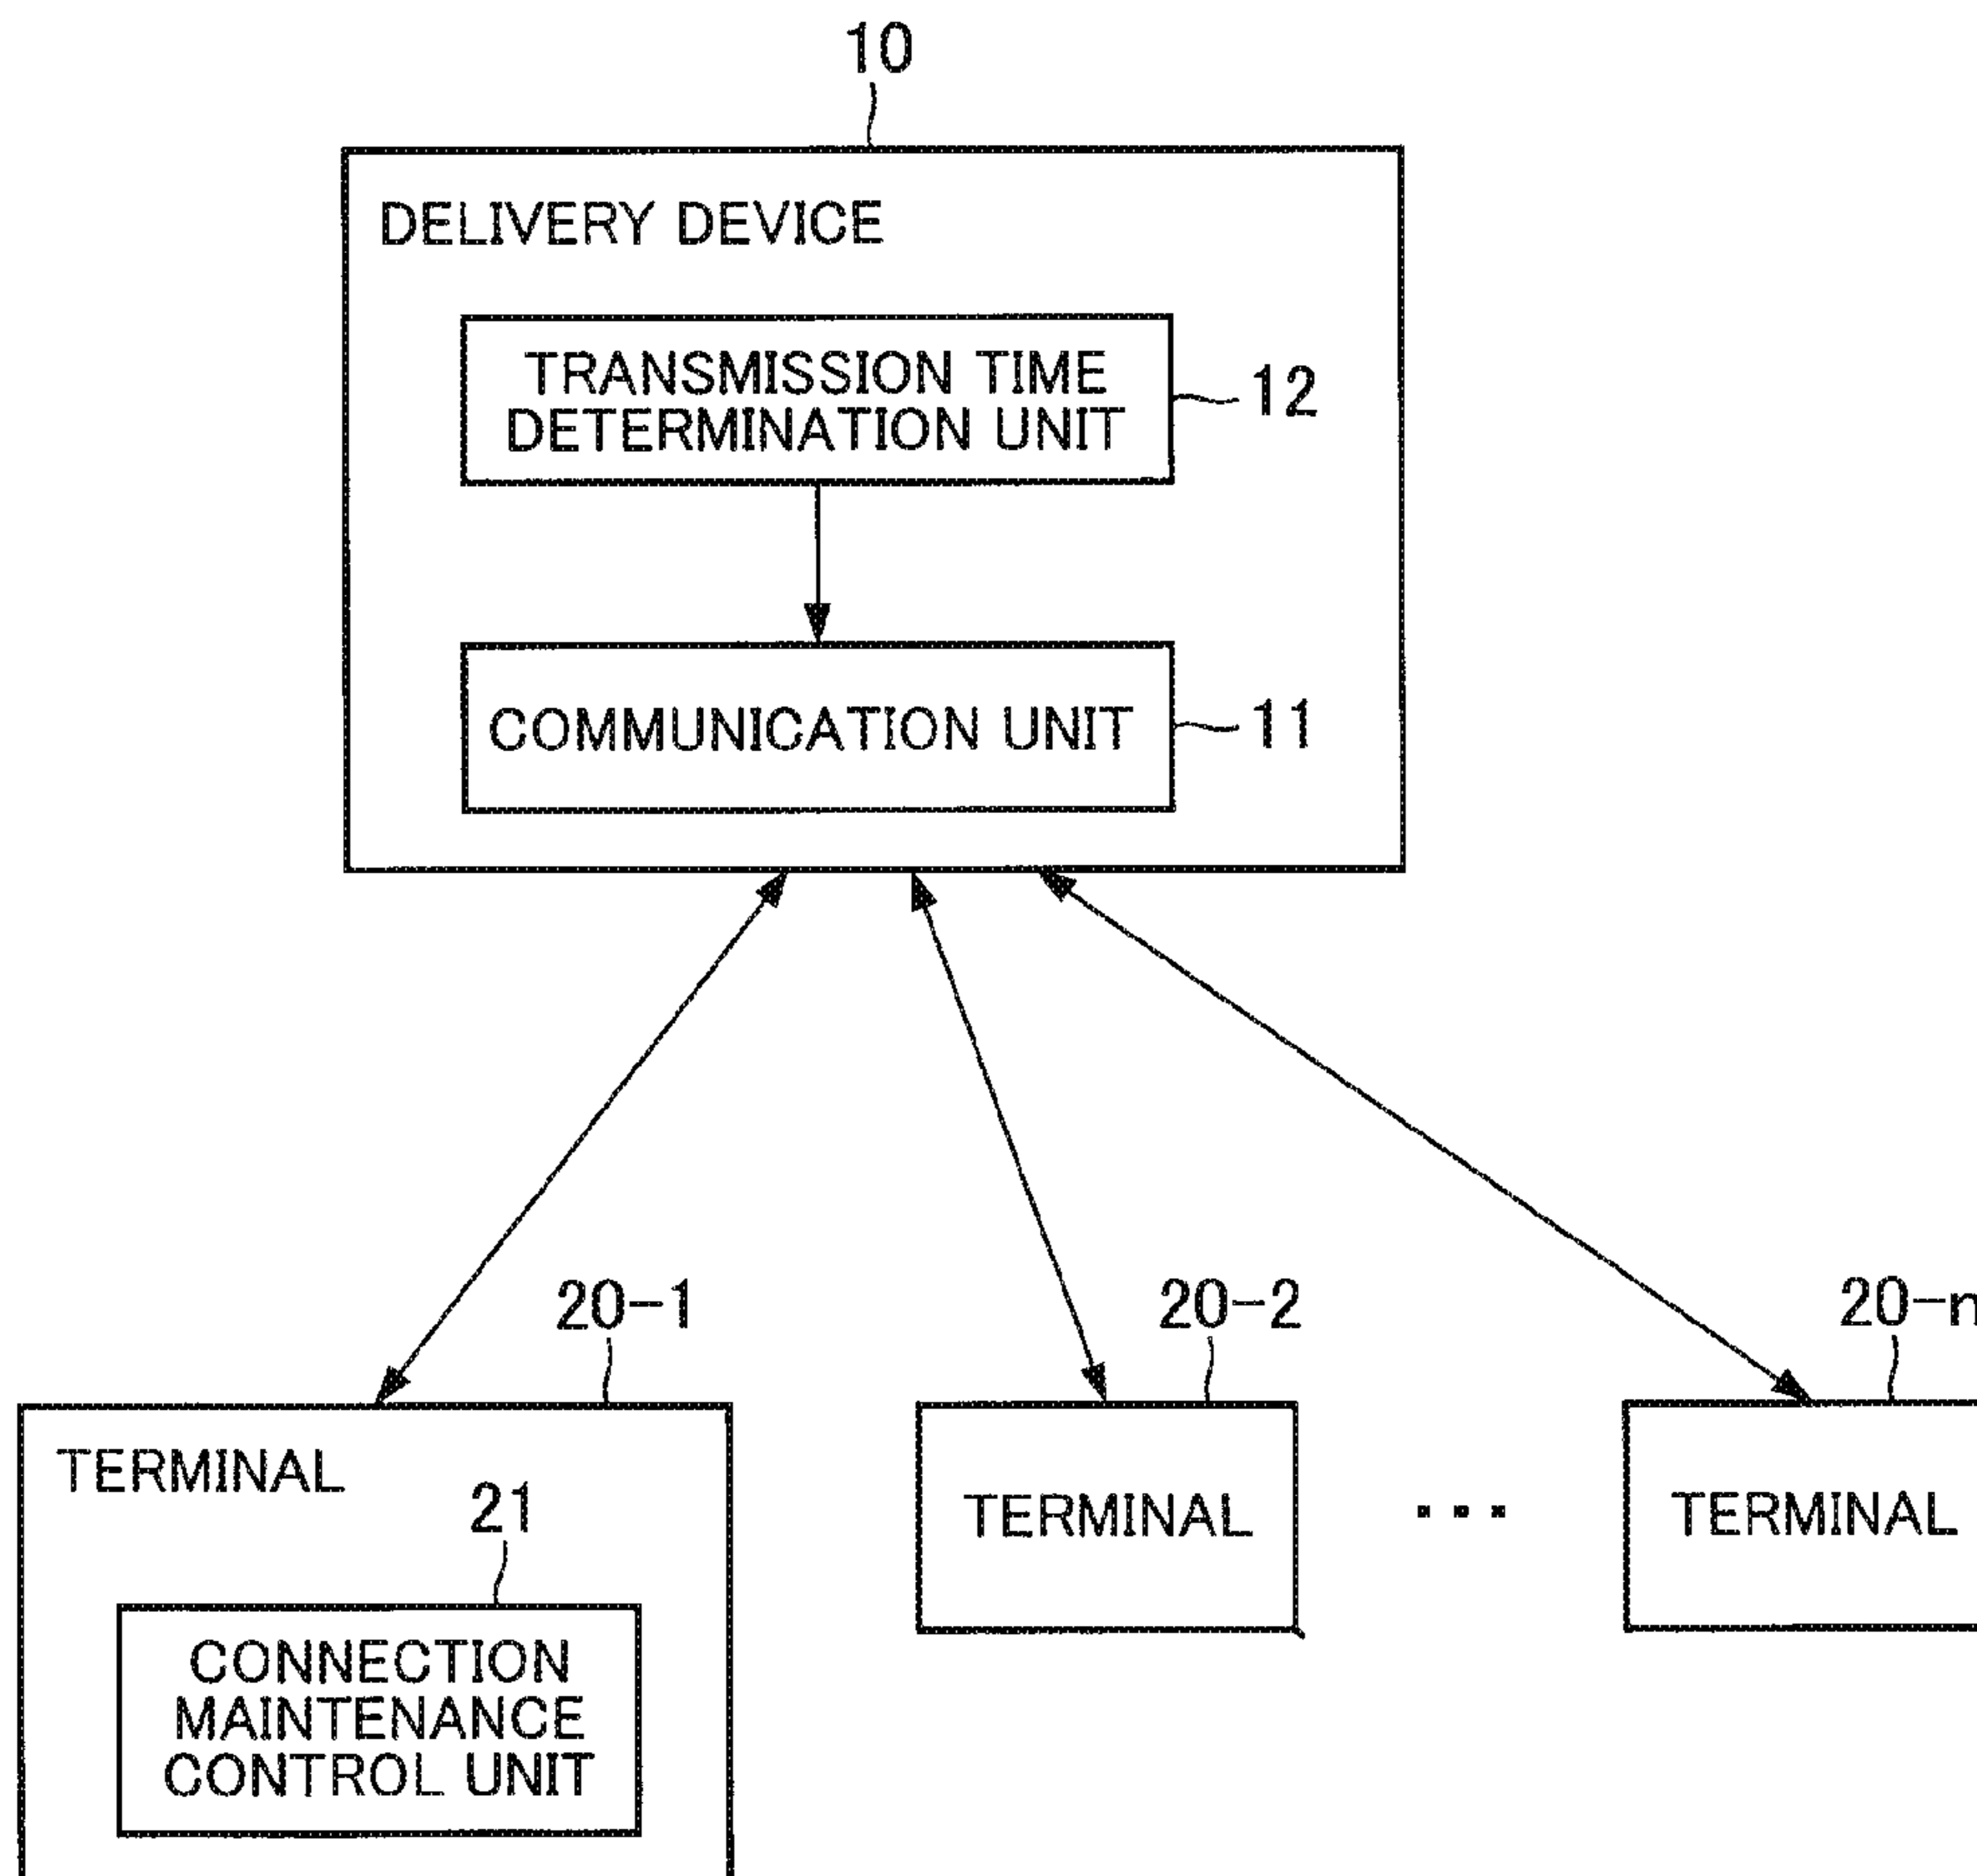 10
DELIVERY DEVICE
TRANSMISSION TIME
DETERMINATION UNIT
12
COMMUNICATION UNIT
11
20-1
20-2
20-n
TERMINAL
21
CONNECTION
MAINTENANCE
CONTROL UNIT
TERMINAL
...
TERMINAL